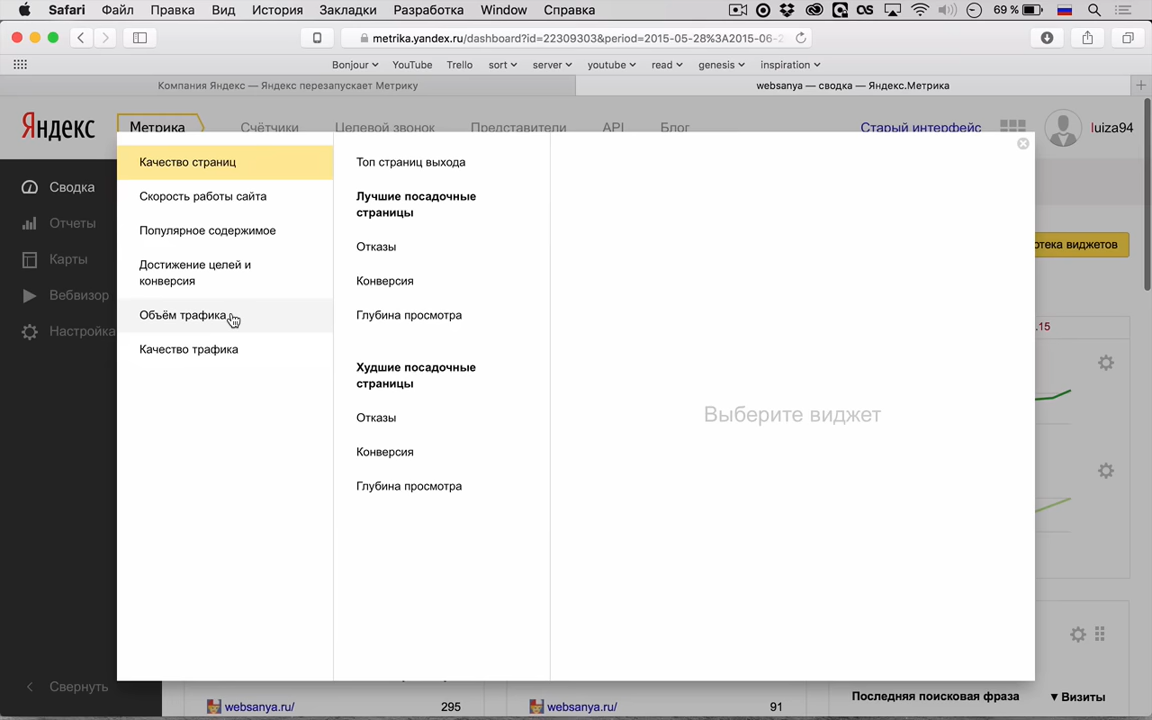 Safari Файл Правка Вид История Закладки Разработка Window Справка 69 %
metrika.yandex.ru/dashboard?id=22309303&period=2015-05-28%3A2015-06-2
Bonjour YouTube Trello sort server youtube read genesis inspiration
Компания Яндекс — Яндекс перезапускает Метрику
websanya — сводка — Яндекс.Метрика
Яндекс Метрика Счётчики Целевой звонок Представители API Блог Старый интерфейс luiza94
Сводка
Отчеты
Карты
Вебвизор
Настройка
Свернуть
Качество страниц
Скорость работы сайта
Популярное содержимое
Достижение целей и
конверсия
Объём трафика
Качество трафика
Топ страниц выхода
Лучшие посадочные
страницы
Отказы
Конверсия
Глубина просмотра
Худшие посадочные
страницы
Отказы
Конверсия
Глубина просмотра
Выберите виджет
отека виджетов
.15
websanya.ru/ 295
websanya.ru/ 91
Последняя поисковая фраза ▼ Визиты